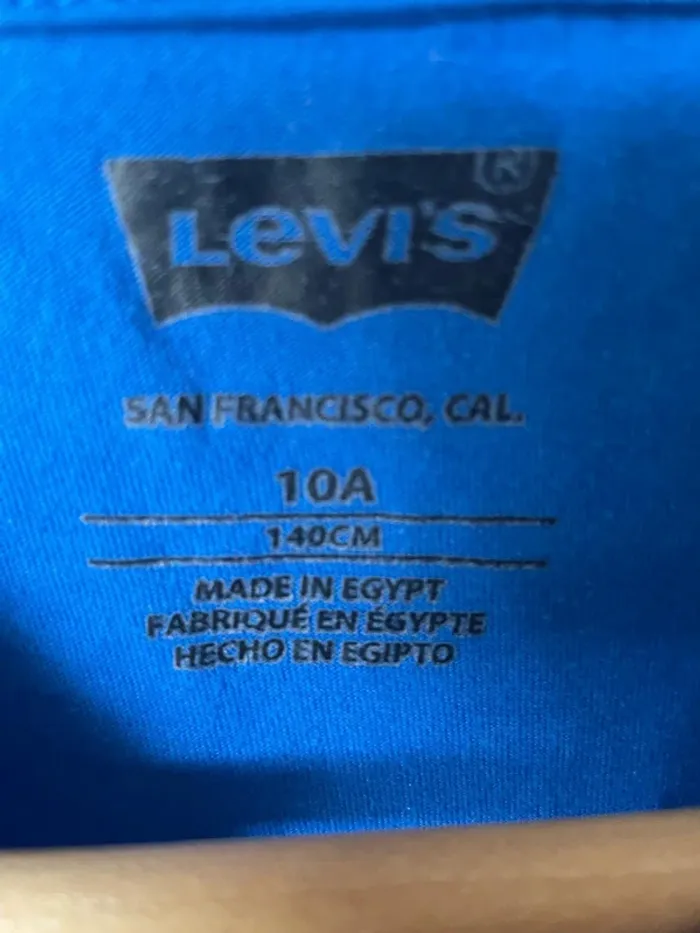 Levi's ®
SAN FRANCISCO, CAL.
10A
140CM
MADE IN EGYPT
FABRIQUÉ EN ÉGYPTE
HECHO EN EGIPTO